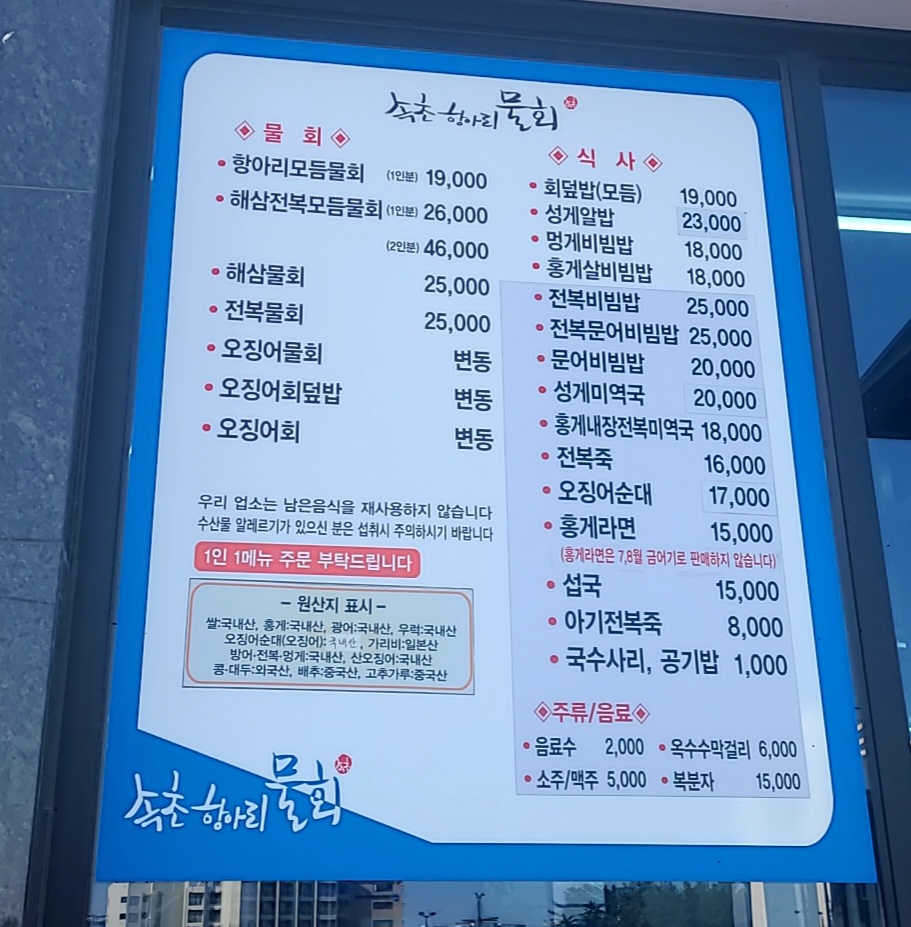 속초 항아리 물회
물 회
항아리모듬물회 (1인분) 19,000
해삼전복모듬물회 (1인분) 26,000
(2인분) 46,000
해삼물회 25,000
전복물회 25,000
오징어물회 변동
오징어회덮밥 변동
오징어회 변동
우리 업소는 남은음식을 재사용하지 않습니다
수산물 알레르기가 있으신 분은 섭취시 주의하시기 바랍니다
1인 1메뉴 주문 부탁드립니다
– 원산지 표시 –
쌀:국내산, 홍게:국내산, 광어:국내산, 우럭:국내산
오징어순대(오징어):국내산, 가리비:일본산
방어·전복·멍게:국내산, 산오징어:국내산
콩·대두:외국산, 배추:중국산, 고추가루:중국산
식 사
회덮밥(모듬) 19,000
성게알밥 23,000
멍게비빔밥 18,000
홍게살비빔밥 18,000
전복비빔밥 25,000
전복문어비빔밥 25,000
문어비빔밥 20,000
성게미역국 20,000
홍게내장전복미역국 18,000
전복죽 16,000
오징어순대 17,000
홍게라면 15,000
(홍게라면은 7,8월 금어기로 판매하지 않습니다)
섭국 15,000
아기전복죽 8,000
국수사리, 공기밥 1,000
주류/음료
음료수 2,000 옥수수막걸리 6,000
소주/맥주 5,000 복분자 15,000
속초 항아리 물회